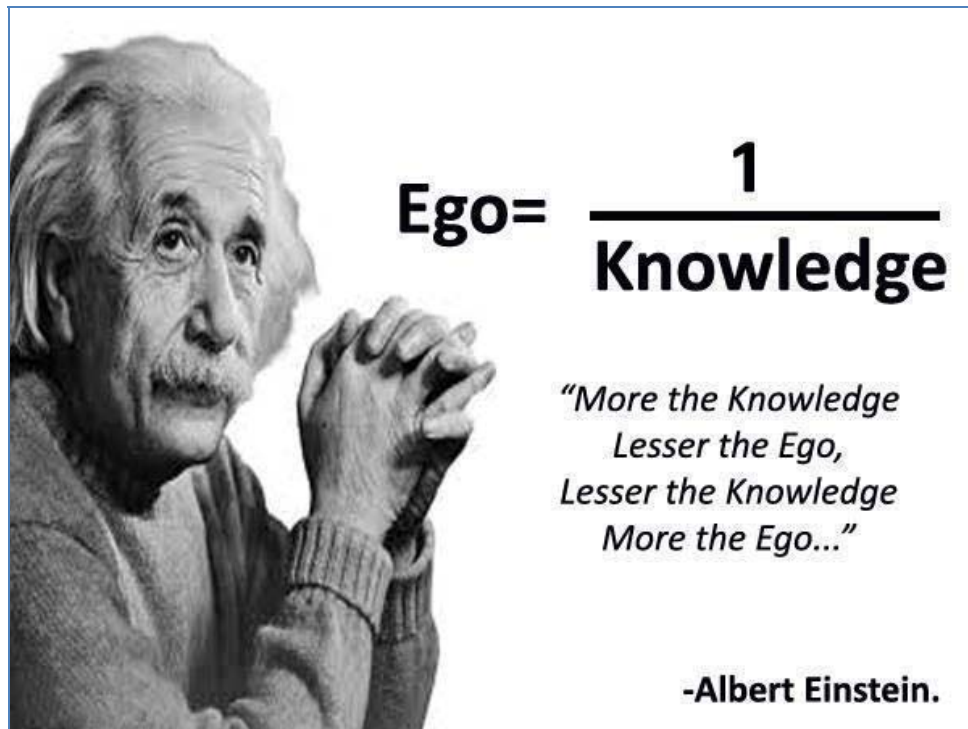 Ego=
1
Knowledge
“More the Knowledge
Lesser the Ego,
Lesser the Knowledge
More the Ego...”
-Albert Einstein.